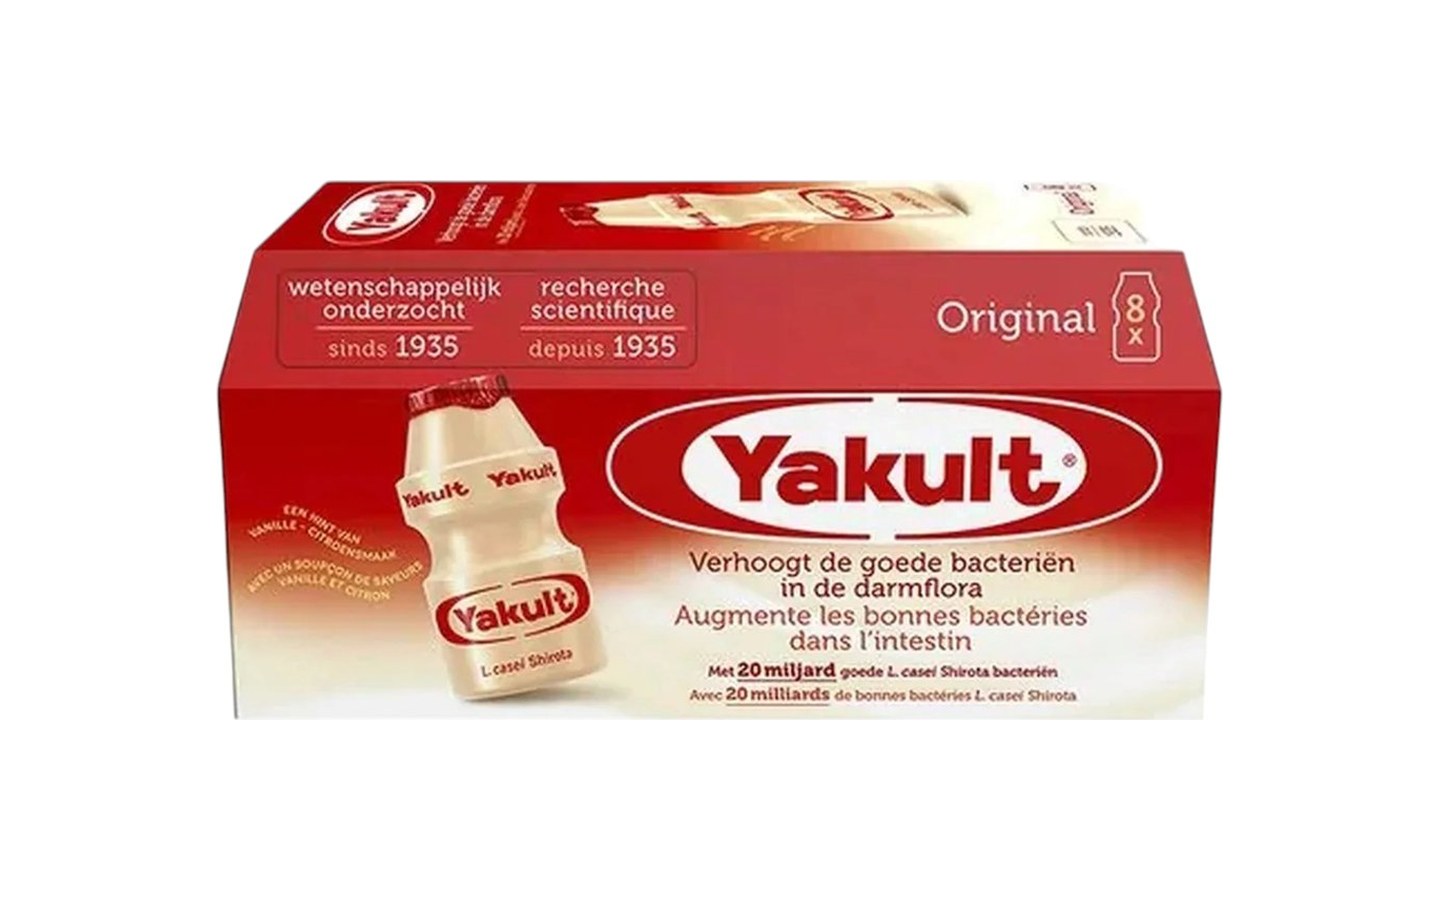 Yakult
Yakult
wetenschappelijk
onderzocht
sinds 1935
recherche
scientifique
depuis 1935
Original
8
x
Yakult®
Yakult Yakult
EEN HINT VAN
VANILLE - CITROENSMAAK
AVEC UN SOUPÇON DE SAVEURS
VANILLE ET CITRON
Yakult
L. casei Shirota
Verhoogt de goede bacteriën
in de darmflora
Augmente les bonnes bactéries
dans l'intestin
Met 20 miljard goede L. casei Shirota bacteriën
Avec 20 milliards de bonnes bactéries L. casei Shirota